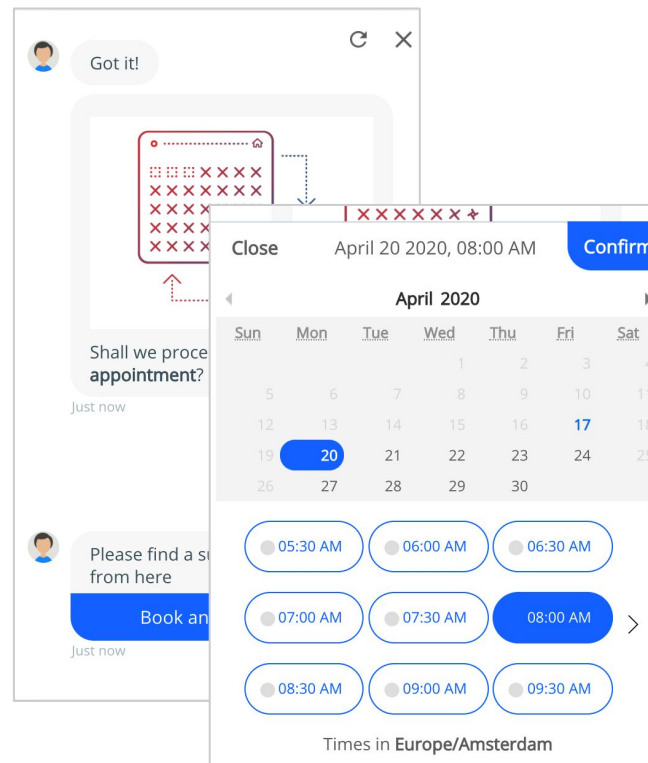 Got it!
Shall we proce
appointment?
Just now
Please find a su
from here
Book an
Just now
Close April 20 2020, 08:00 AM Confirm
April 2020
Sun Mon Tue Wed Thu Fri Sat
1 2 3 4
5 6 7 8 9 10 11
12 13 14 15 16 17 18
19 20 21 22 23 24 25
26 27 28 29 30
05:30 AM 06:00 AM 06:30 AM
07:00 AM 07:30 AM 08:00 AM
08:30 AM 09:00 AM 09:30 AM
Times in Europe/Amsterdam